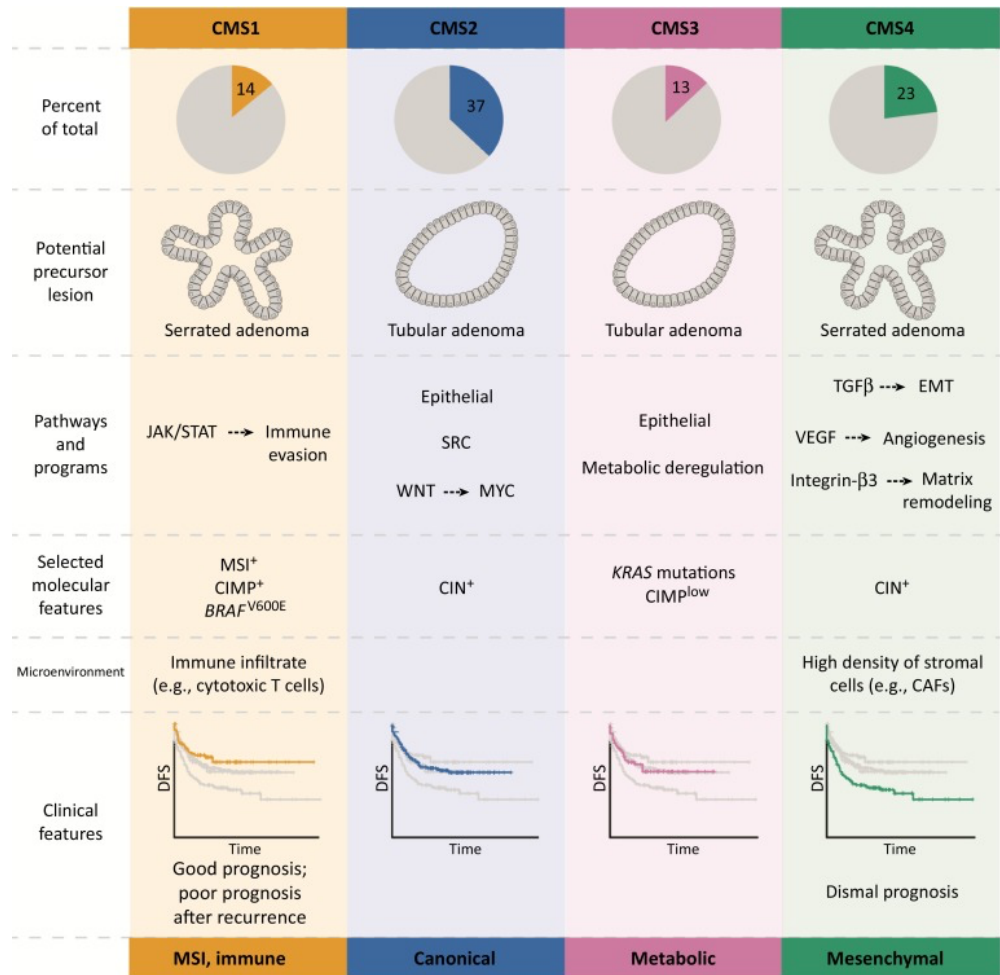 CMS1 CMS2 CMS3 CMS4
Percent
of total
14 37 13 23
Potential
precursor
lesion
Serrated adenoma Tubular adenoma Tubular adenoma Serrated adenoma
Pathways
and
programs
JAK/STAT ⇢ Immune
evasion
Epithelial
SRC
WNT ⇢ MYC
Epithelial
Metabolic deregulation
TGFβ ⇢ EMT
VEGF ⇢ Angiogenesis
Integrin-β3 ⇢ Matrix
remodeling
Selected
molecular
features
MSI⁺
CIMP⁺
BRAF^V600E
CIN⁺
KRAS mutations
CIMP^low
CIN⁺
Microenvironment
Immune infiltrate
(e.g., cytotoxic T cells)
High density of stromal
cells (e.g., CAFs)
Clinical
features
DFS DFS DFS DFS
Time Time Time Time
Good prognosis;
poor prognosis
after recurrence
Dismal prognosis
MSI, immune Canonical Metabolic Mesenchymal